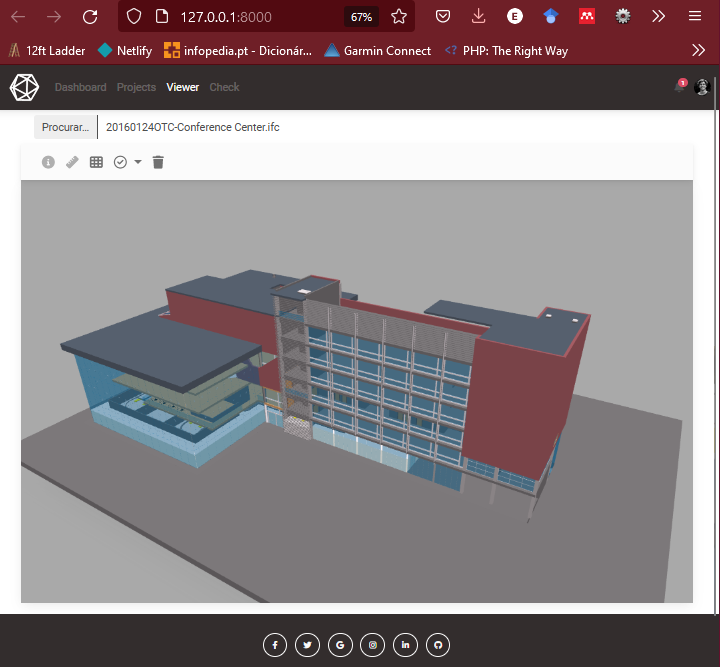 127.0.0.1:8000 67% E
12ft Ladder Netlify infopedia.pt - Dicionár... Garmin Connect <?> PHP: The Right Way
Dashboard Projects Viewer Check 1
Procurar... 20160124OTC-Conference Center.ifc